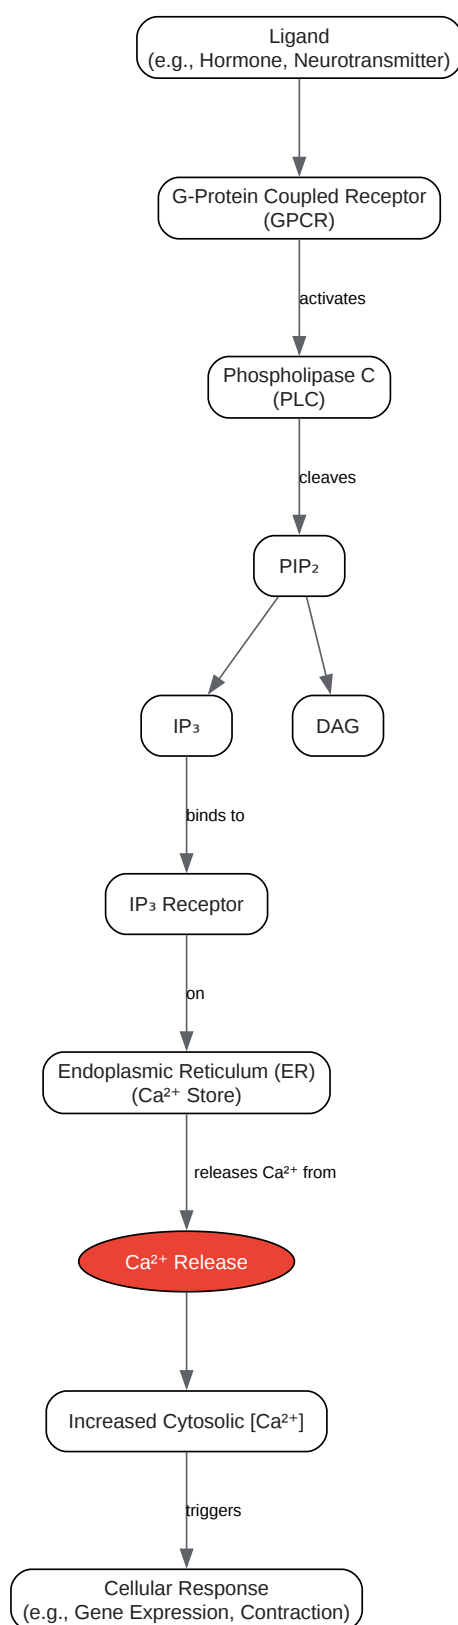 Ligand
(e.g., Hormone, Neurotransmitter)
G-Protein Coupled Receptor
(GPCR)
activates
Phospholipase C
(PLC)
cleaves
PIP₂
IP₃
DAG
binds to
IP₃ Receptor
on
Endoplasmic Reticulum (ER)
(Ca²⁺ Store)
releases Ca²⁺ from
Ca²⁺ Release
Increased Cytosolic [Ca²⁺]
triggers
Cellular Response
(e.g., Gene Expression, Contraction)